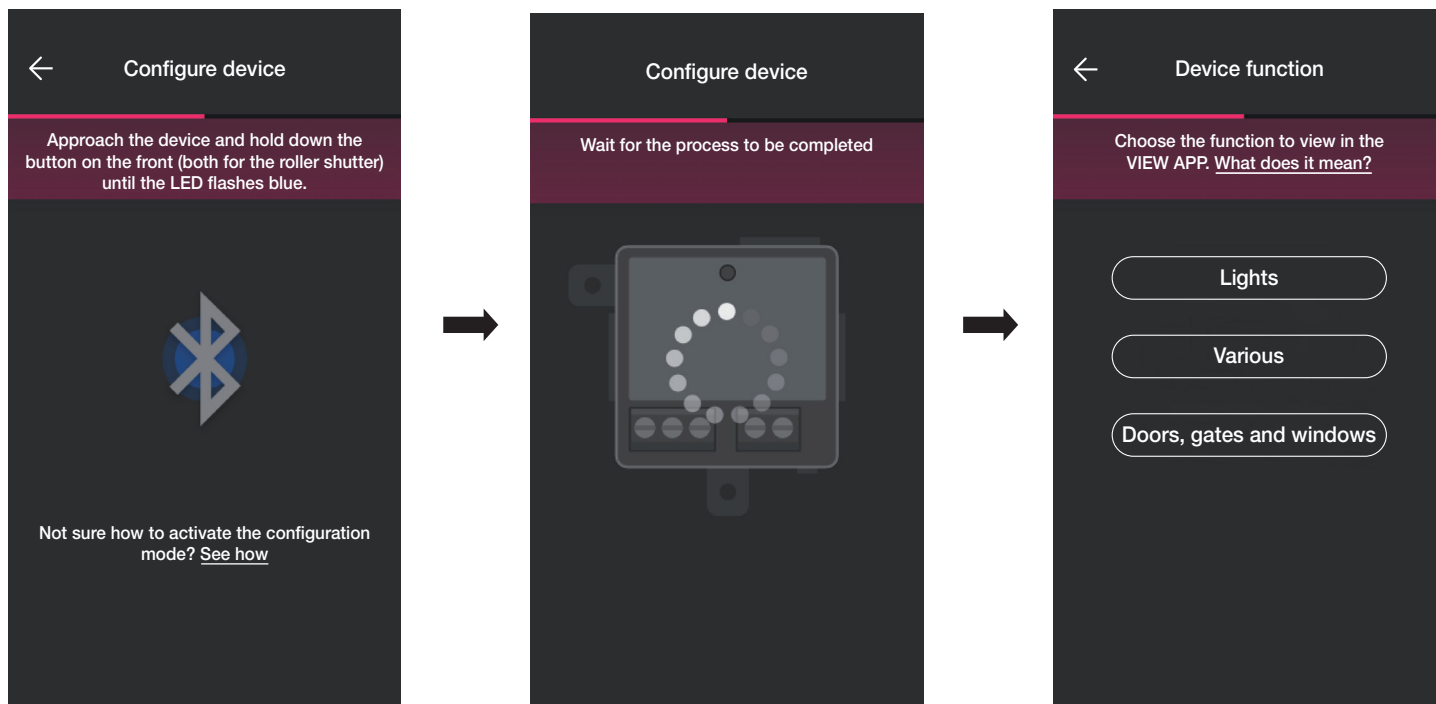 Configure device
Approach the device and hold down the
button on the front (both for the roller shutter)
until the LED flashes blue.
Not sure how to activate the configuration
mode? See how
Configure device
Wait for the process to be completed
Device function
Choose the function to view in the
VIEW APP. What does it mean?
Lights
Various
Doors, gates and windows